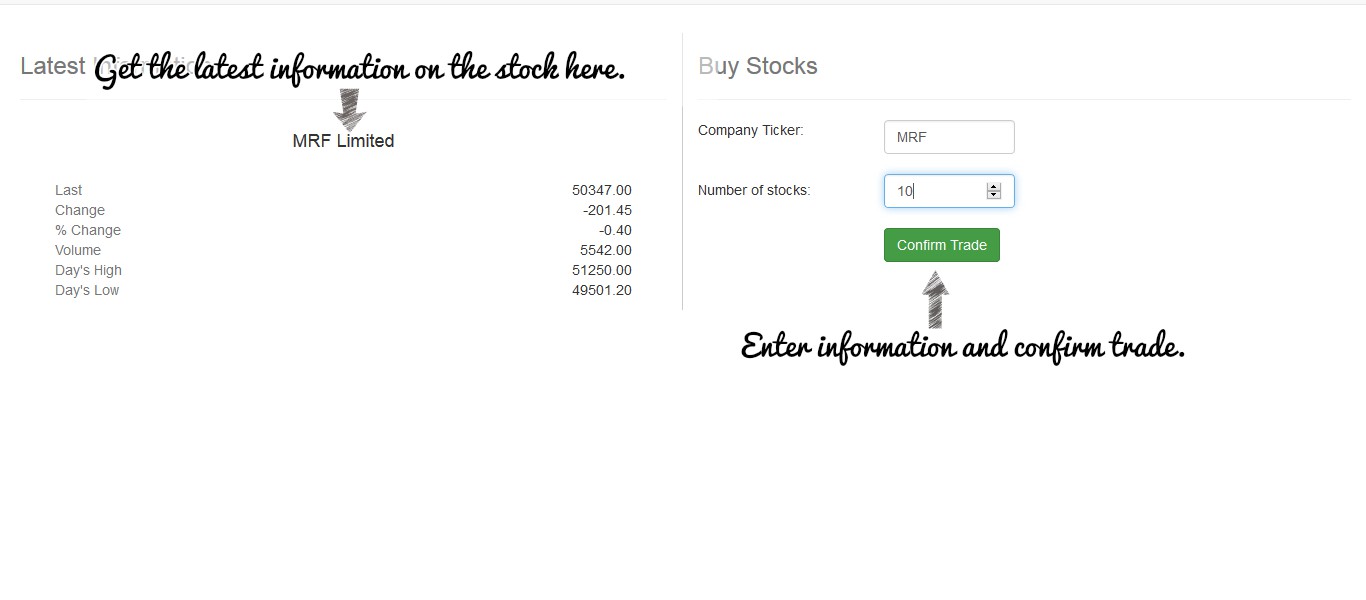 Latest
Get the latest information on the stock here.
MRF Limited
Last 50347.00
Change -201.45
% Change -0.40
Volume 5542.00
Day's High 51250.00
Day's Low 49501.20
Buy Stocks
Company Ticker: MRF
Number of stocks: 10
Confirm Trade
Enter information and confirm trade.